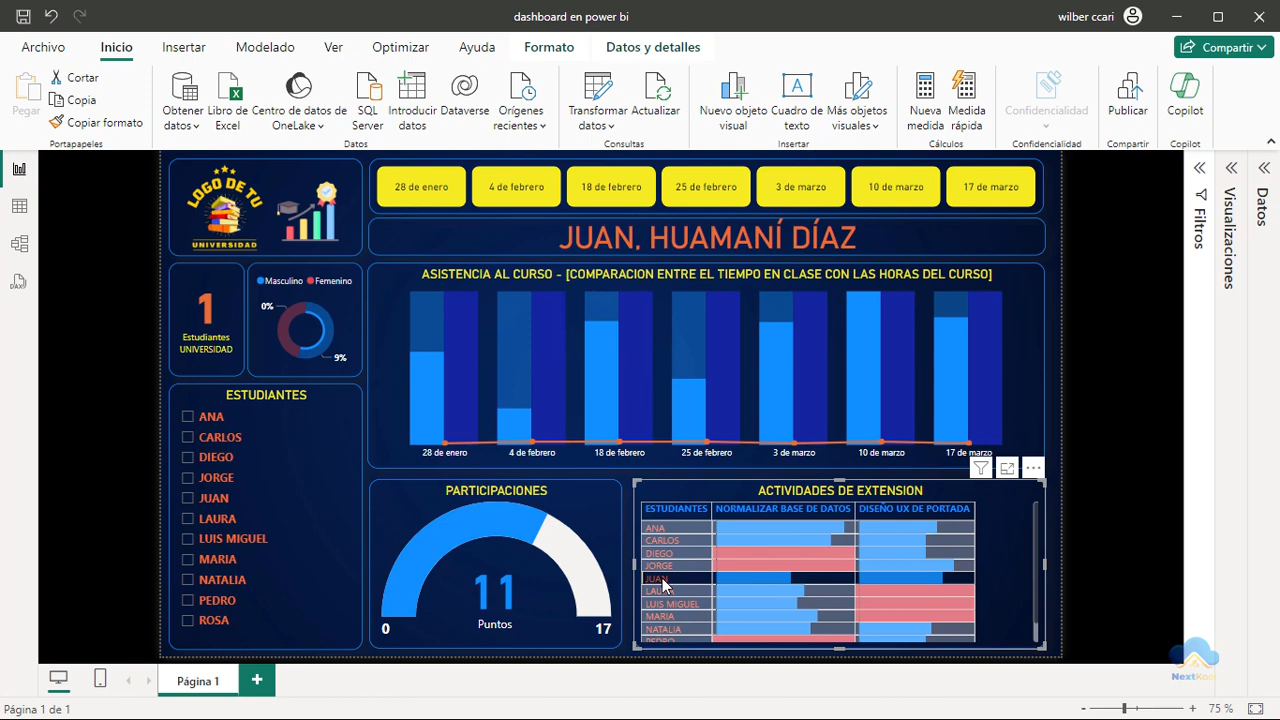 dashboard en power bi
wilber ccari
Archivo
Inicio
Insertar
Modelado
Ver
Optimizar
Ayuda
Formato
Datos y detalles
Compartir
Pegar
Cortar
Copia
Copiar formato
Portapapeles
Obtener datos
Libro de Excel
Centro de datos de OneLake
SQL Server
Introducir datos
Dataverse
Orígenes recientes
Datos
Transformar datos
Actualizar
Consultas
Nuevo objeto visual
Cuadro de texto
Más objetos visuales
Insertar
Nueva medida
Medida rápida
Cálculos
Confidencialidad
Confidencialidad
Publicar
Compartir
Copilot
Copilot
LOGO DE TU
UNIVERSIDAD
28 de enero
4 de febrero
18 de febrero
25 de febrero
3 de marzo
10 de marzo
17 de marzo
JUAN, HUAMANÍ DÍAZ
1
Estudiantes
UNIVERSIDAD
Masculino
Femenino
0%
9%
ASISTENCIA AL CURSO - [COMPARACION ENTRE EL TIEMPO EN CLASE CON LAS HORAS DEL CURSO]
28 de enero
4 de febrero
18 de febrero
25 de febrero
3 de marzo
10 de marzo
17 de marzo
ESTUDIANTES
ANA
CARLOS
DIEGO
JORGE
JUAN
LAURA
LUIS MIGUEL
MARIA
NATALIA
PEDRO
ROSA
PARTICIPACIONES
11
Puntos
0
17
ACTIVIDADES DE EXTENSION
ESTUDIANTES NORMALIZAR BASE DE DATOS DISEÑO UX DE PORTADA
ANA
CARLOS
DIEGO
JORGE
JUAN
LAURA
LUIS MIGUEL
MARIA
NATALIA
PEDRO
Filtros
Visualizaciones
Datos
Página 1
Página 1 de 1
75 %